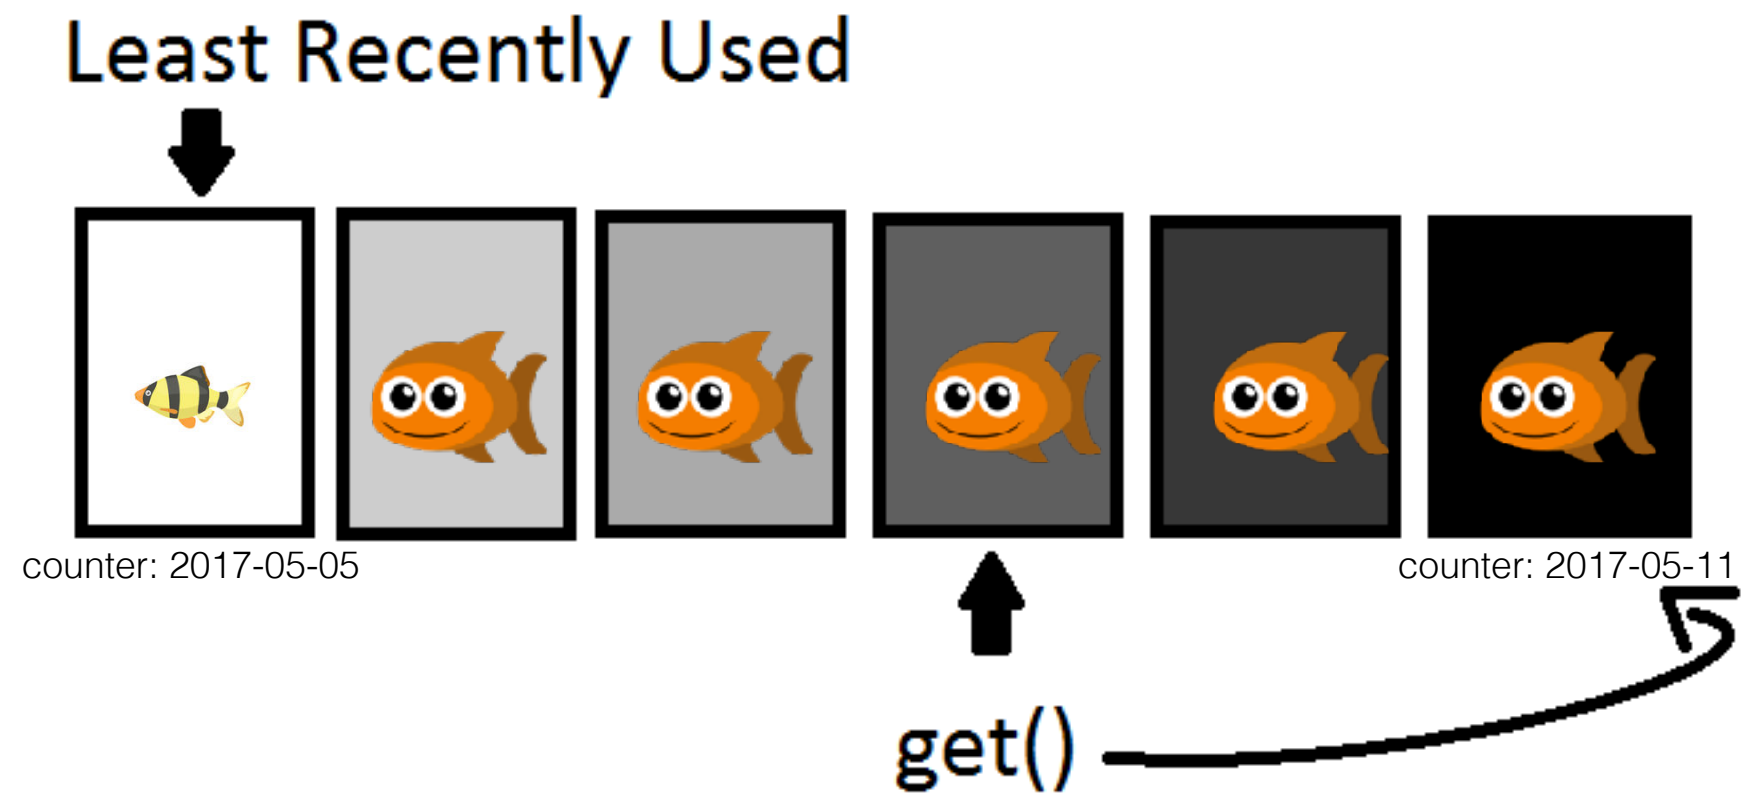 Least Recently Used
counter: 2017-05-05
counter: 2017-05-11
get()